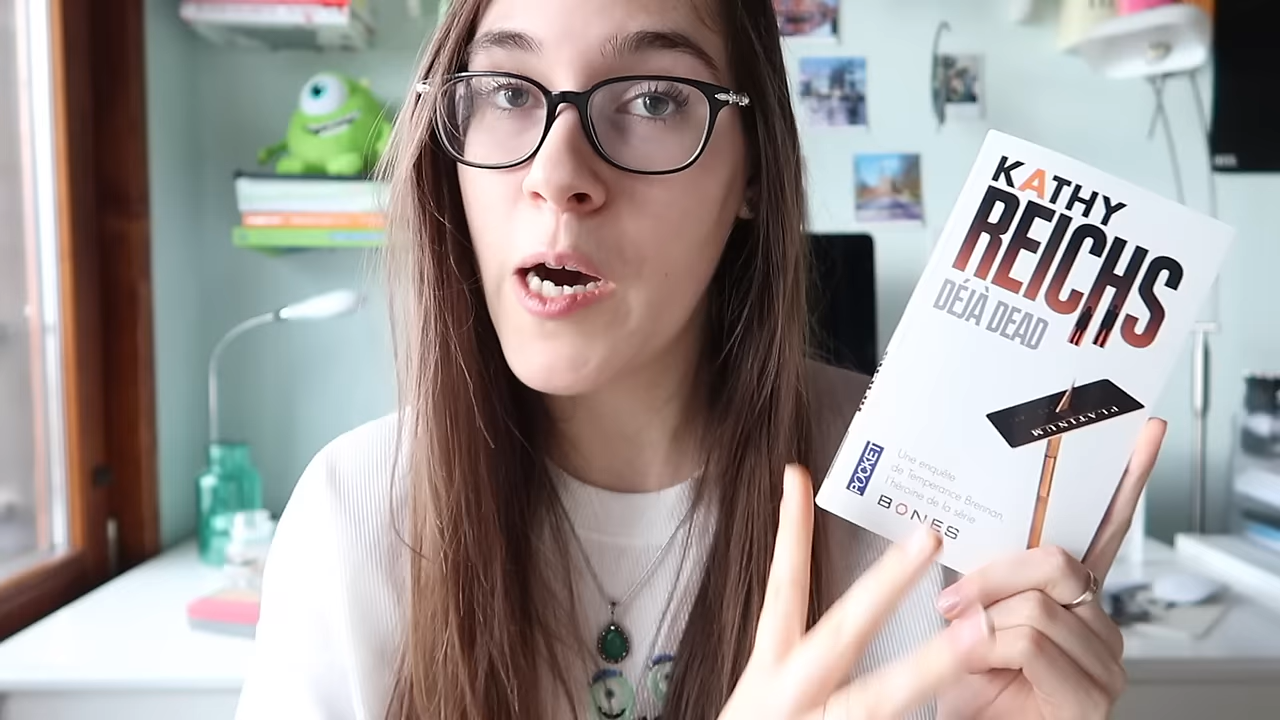 KATHY
REICHS
DÉJÀ DEAD
PLATINUM
POCKET
Une enquête
de Temperance Brennan,
l'héroïne de la série
BONES